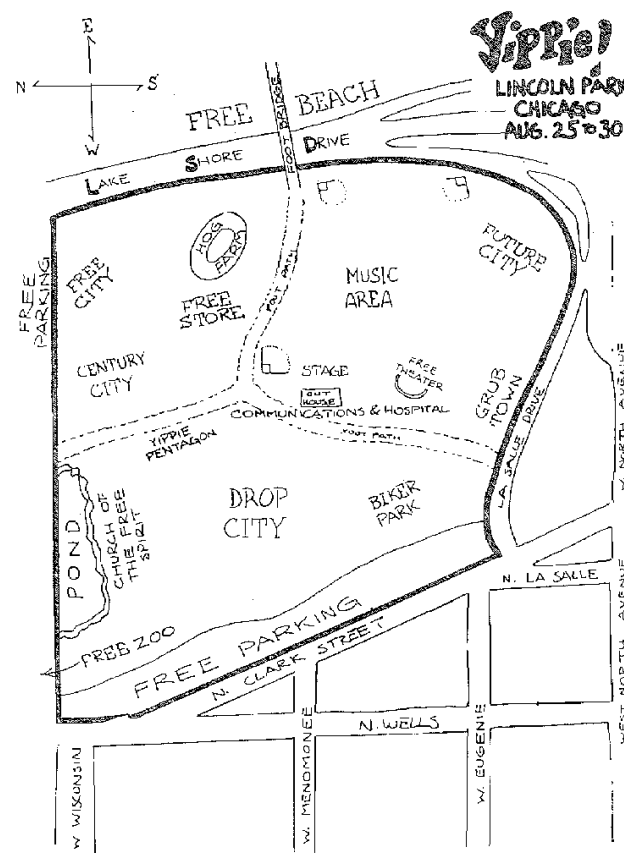 Yippie!
LINCOLN PARK
CHICAGO
AUG. 25 TO 30
E
N
S
W
FREE BEACH
FOOT BRIDGE
LAKE SHORE DRIVE
FREE PARKING
FREE CITY
HOG FARM
FREE STORE
FOOT PATH
MUSIC AREA
FUTURE CITY
CENTURY CITY
STAGE
FREE THEATER
OUT HOUSE
COMMUNICATIONS & HOSPITAL
GRUB TOWN
LA SALLE DRIVE
W. NORTH AVENUE
YIPPIE PENTAGON
FOOT PATH
DROP CITY
BIKER PARK
POND
CHURCH OF THE FREE SPIRIT
FREE ZOO
FREE PARKING
N. CLARK STREET
N. LA SALLE
N. WELLS
W WISCONSIN
W. MENOMONEE
W. EUGENIE
WEST NORTH AVENUE